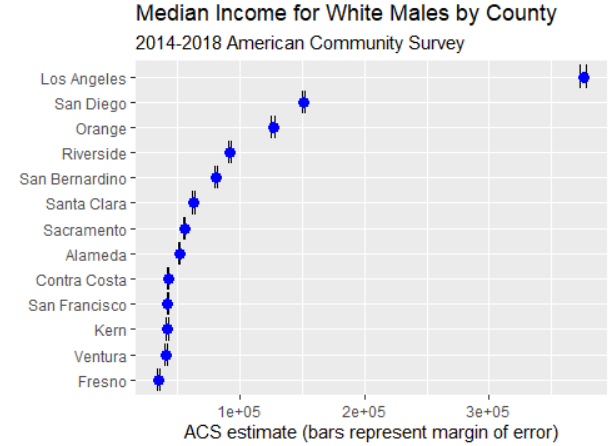 Median Income for White Males by County
2014-2018 American Community Survey
Los Angeles
San Diego
Orange
Riverside
San Bernardino
Santa Clara
Sacramento
Alameda
Contra Costa
San Francisco
Kern
Ventura
Fresno
1e+05 2e+05 3e+05
ACS estimate (bars represent margin of error)